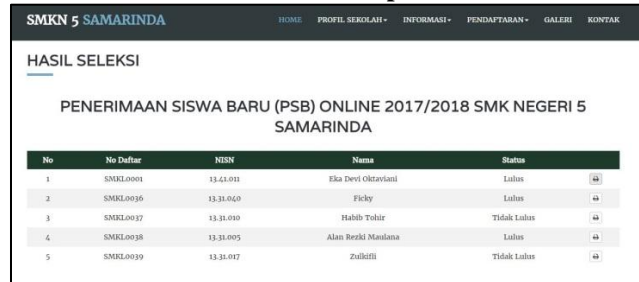 SMKN 5 SAMARINDA HOME PROFIL SEKOLAH INFORMASI PENDAFTARAN GALERI KONTAK
HASIL SELEKSI
PENERIMAAN SISWA BARU (PSB) ONLINE 2017/2018 SMK NEGERI 5
SAMARINDA
No No Daftar NISN Nama Status
1 SMKL0001 13.41.011 Eka Devi Oktaviani Lulus
2 SMKL0036 13.31.040 Ficky Lulus
3 SMKL0037 13.31.010 Habib Tohir Tidak Lulus
4 SMKL0038 13.31.005 Alan Rezki Maulana Lulus
5 SMKL0039 13.31.017 Zulkifli Tidak Lulus